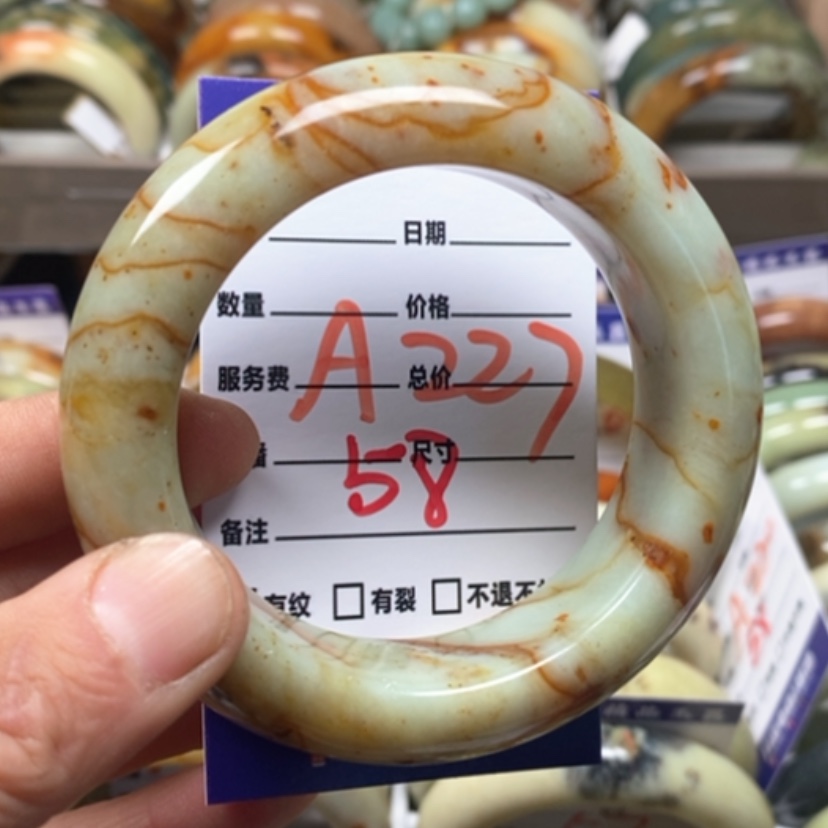 日期
数量 价格
A227
服务费 总价
尺寸
58
备注
有纹 有裂 不退不